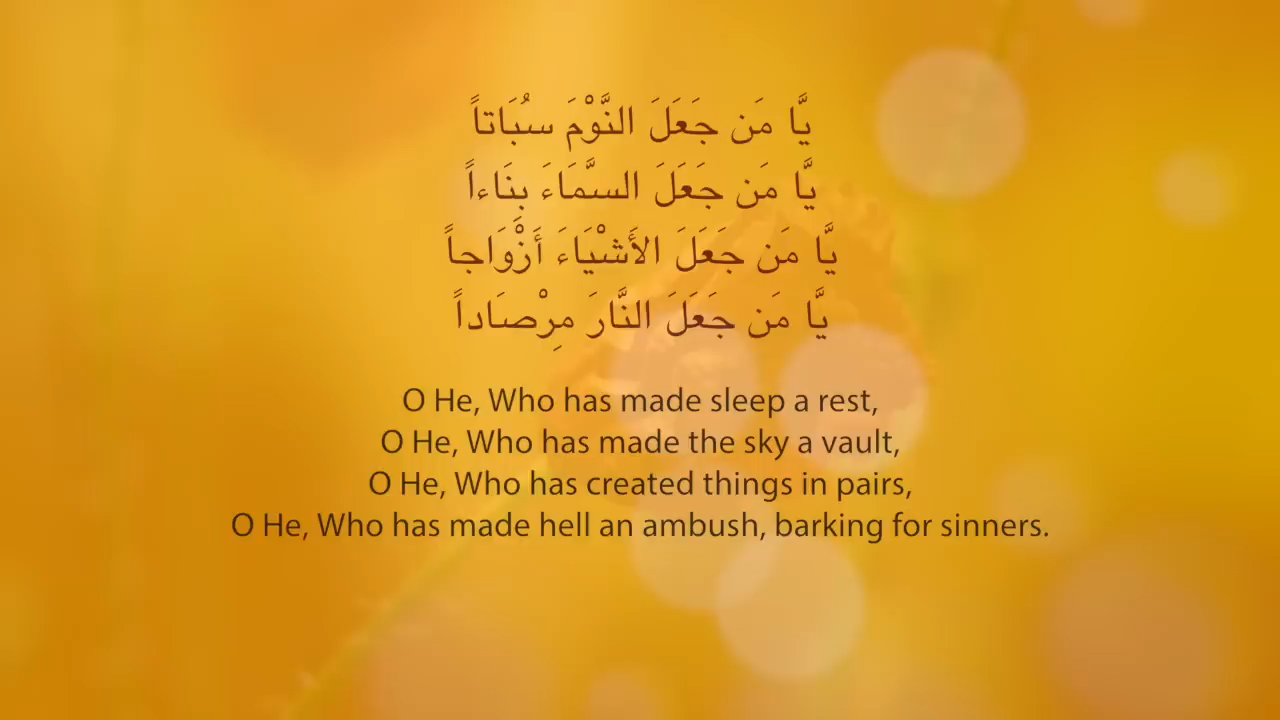 يَّا مَن جَعَلَ النَّوْمَ سُبَاتاً
يَّا مَن جَعَلَ السَّمَاءَ بِنَاءاً
يَّا مَن جَعَلَ الأَشْيَاءَ أَزْوَاجاً
يَّا مَن جَعَلَ النَّارَ مِرْصَاداً
O He, Who has made sleep a rest,
O He, Who has made the sky a vault,
O He, Who has created things in pairs,
O He, Who has made hell an ambush, barking for sinners.